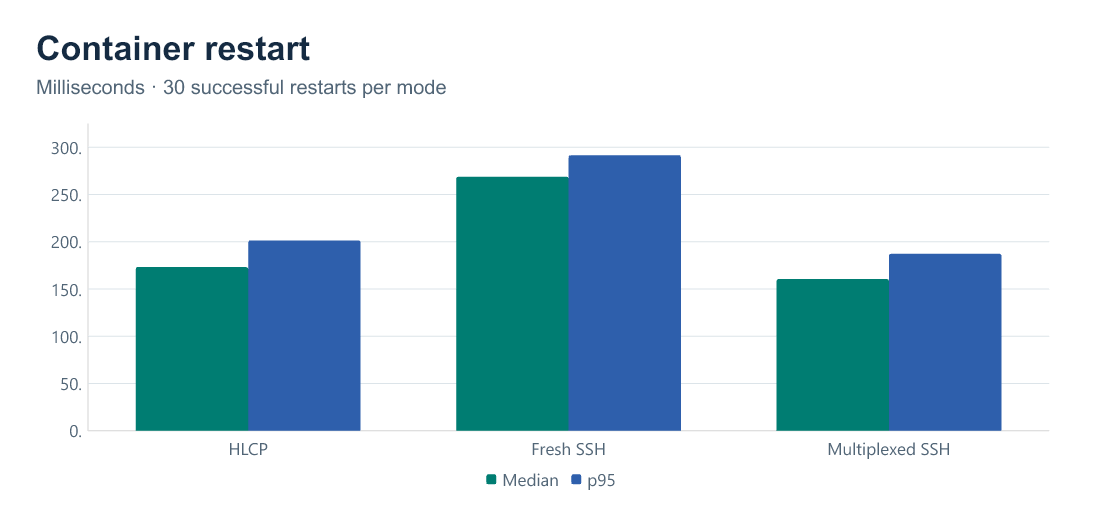 Container restart
Milliseconds · 30 successful restarts per mode
300.
250.
200.
150.
100.
50.
0.
HLCP Fresh SSH Multiplexed SSH
Median p95